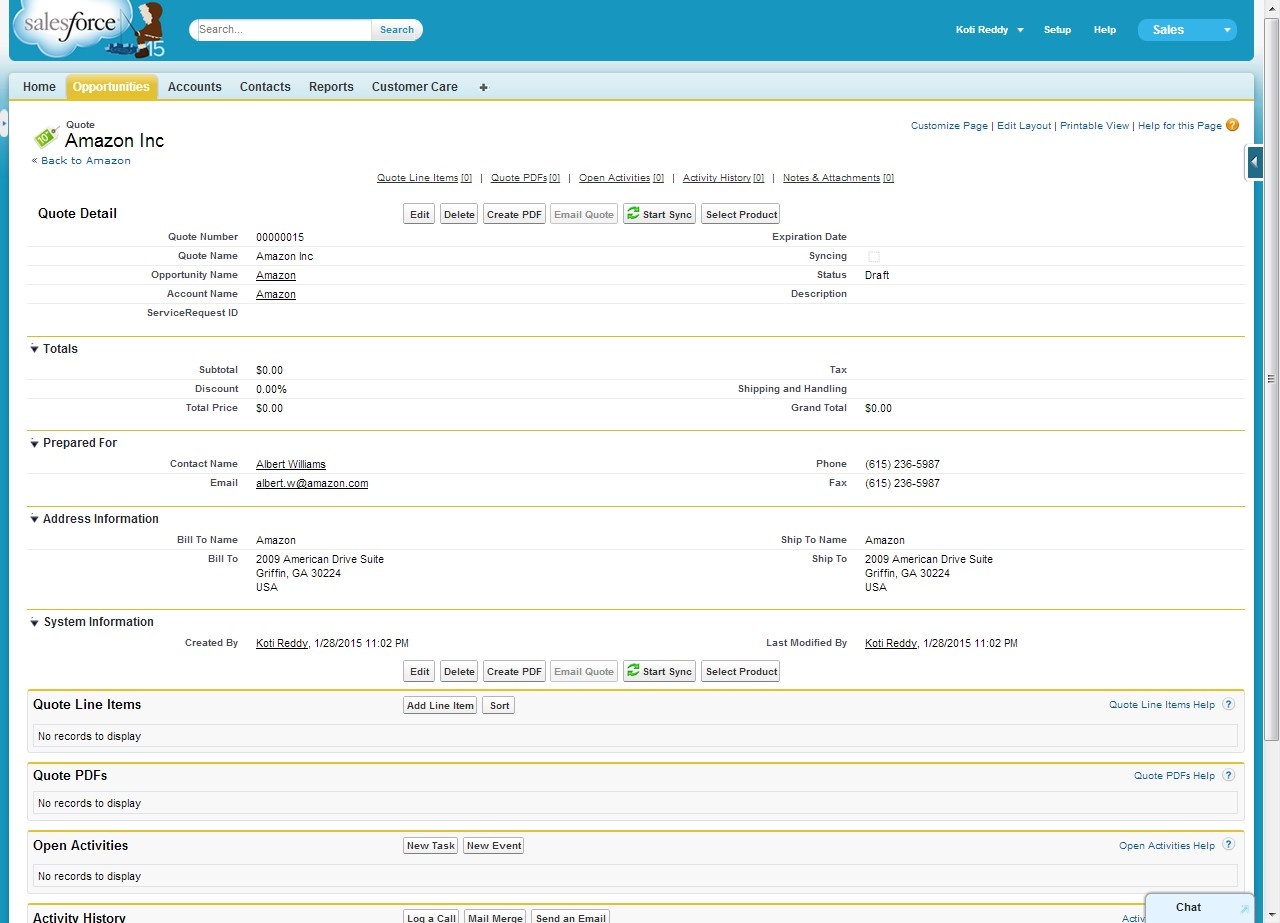 salesforce
15
Search...
Search
Koti Reddy
Setup
Help
Sales
Home
Opportunities
Accounts
Contacts
Reports
Customer Care
+
10%
Quote
Amazon Inc
« Back to Amazon
Customize Page | Edit Layout | Printable View | Help for this Page ?
Quote Line Items [0] | Quote PDFs [0] | Open Activities [0] | Activity History [0] | Notes & Attachments [0]
Quote Detail
Edit Delete Create PDF Email Quote Start Sync Select Product
Quote Number 00000015 Expiration Date
Quote Name Amazon Inc Syncing
Opportunity Name Amazon Status Draft
Account Name Amazon Description
ServiceRequest ID
Totals
Subtotal $0.00 Tax
Discount 0.00% Shipping and Handling
Total Price $0.00 Grand Total $0.00
Prepared For
Contact Name Albert Williams Phone (615) 236-5987
Email albert.w@amazon.com Fax (615) 236-5987
Address Information
Bill To Name Amazon Ship To Name Amazon
Bill To 2009 American Drive Suite Ship To 2009 American Drive Suite
Griffin, GA 30224 Griffin, GA 30224
USA USA
System Information
Created By Koti Reddy, 1/28/2015 11:02 PM Last Modified By Koti Reddy, 1/28/2015 11:02 PM
Edit Delete Create PDF Email Quote Start Sync Select Product
Quote Line Items Add Line Item Sort Quote Line Items Help ?
No records to display
Quote PDFs Quote PDFs Help ?
No records to display
Open Activities New Task New Event Open Activities Help ?
No records to display
Activity History Log a Call Mail Merge Send an Email Activ
Chat